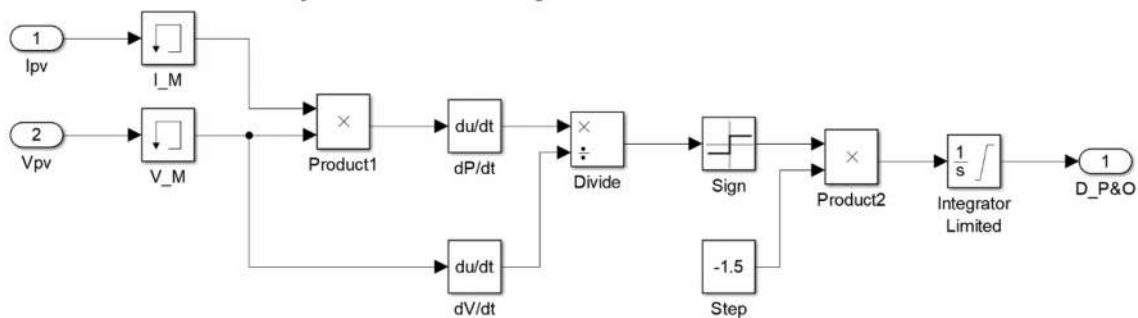 1
Ipv
I_M
2
Vpv
V_M
×
Product1
du/dt
dP/dt
×
÷
Divide
Sign
×
Product2
1
s
Integrator
Limited
1
D_P&O
du/dt
dV/dt
-1.5
Step